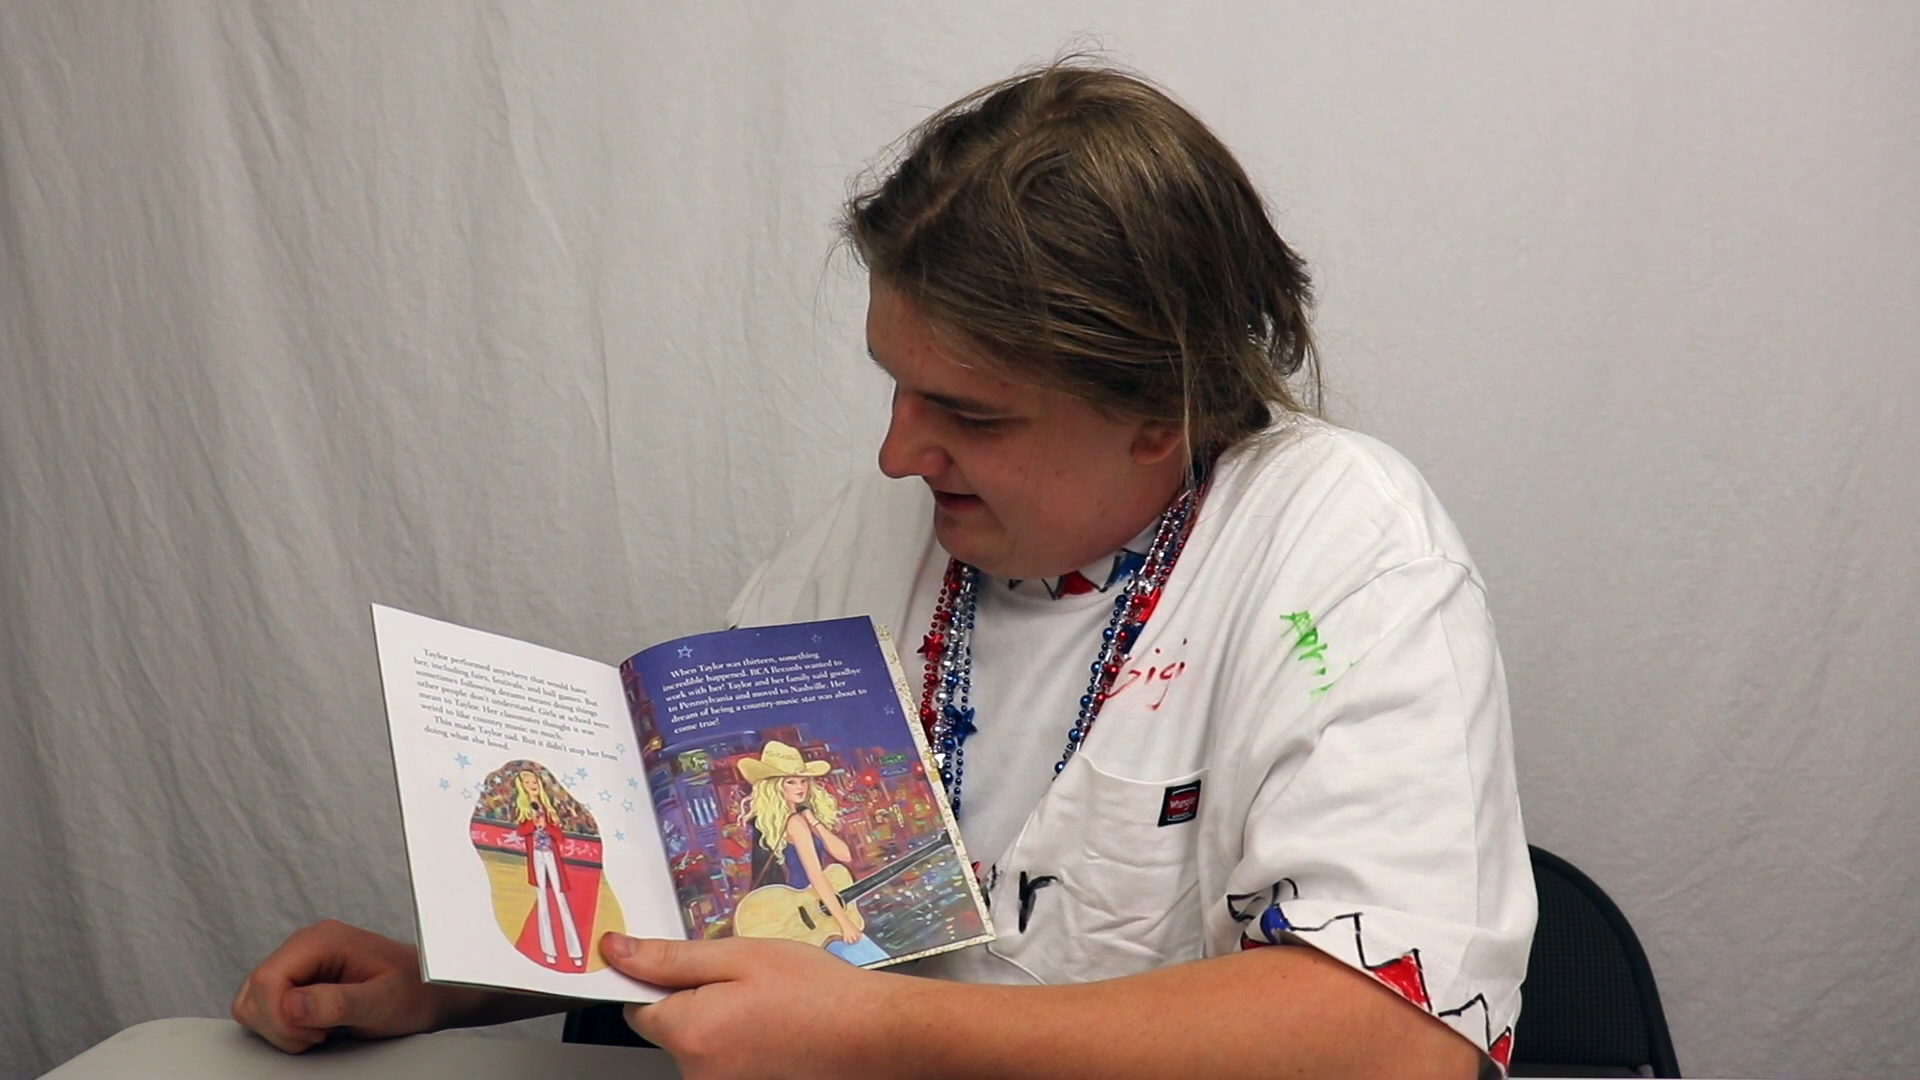 Taylor performed anywhere that would have
her, including fairs, festivals, and ball games. But
sometimes following dreams means doing things
other people don't understand. Girls at school were
mean to Taylor. Her classmates thought it was
weird to like country music so much.
This made Taylor sad. But it didn't stop her from
doing what she loved.
When Taylor was thirteen, something
incredible happened. RCA Records wanted to
work with her! Taylor and her family said goodbye
to Pennsylvania and moved to Nashville. Her
dream of being a country-music star was about to
come true!
Gigi
Wrangler
r